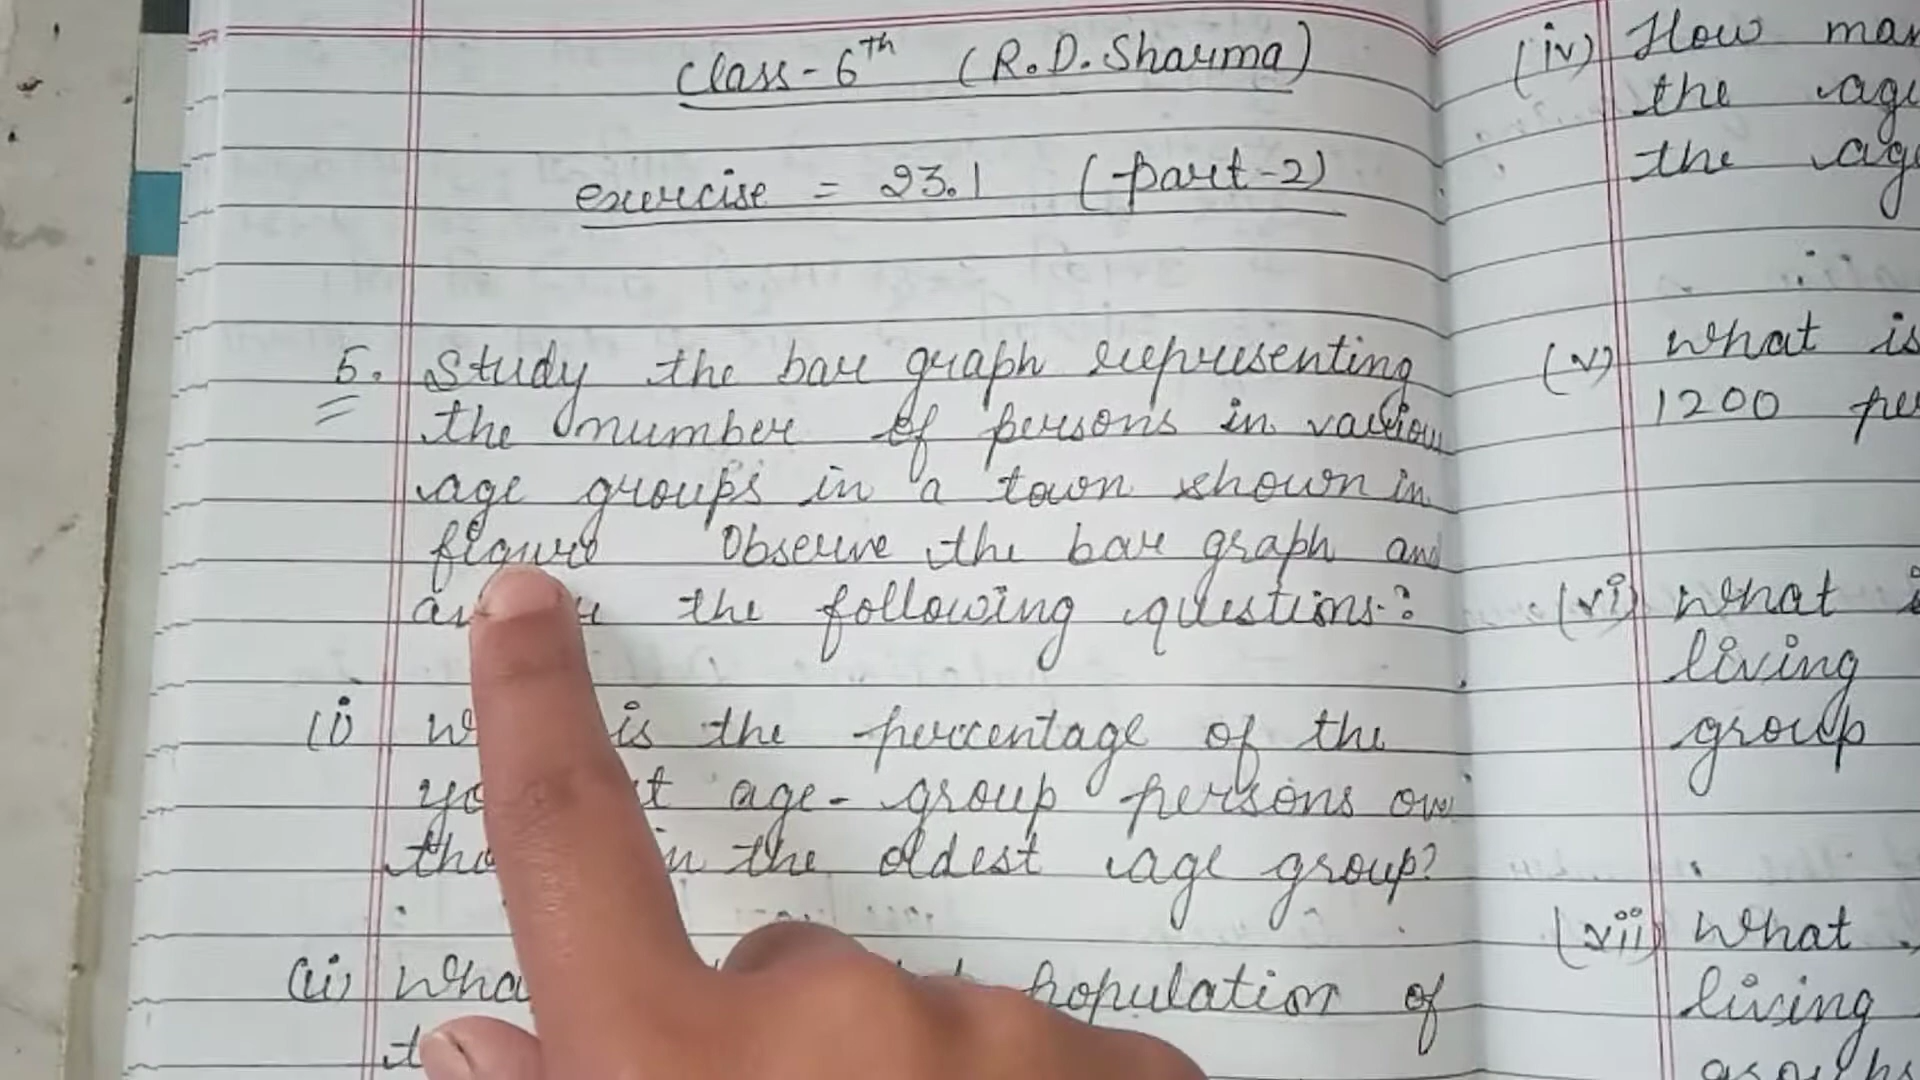 Class-6th (R.D.Sharma)
exercise = 23.1 (part-2)
5. Study the bar graph representing
the number of persons in various
age groups in a town shown in
figure Observe the bar graph and
the following questions:?
(i) is the percentage of the
age-group persons over
in the oldest age group?
(ii) population of
(iv) How
the
the
(v) What is
1200
(vi) What
living
group
(vii) What
living